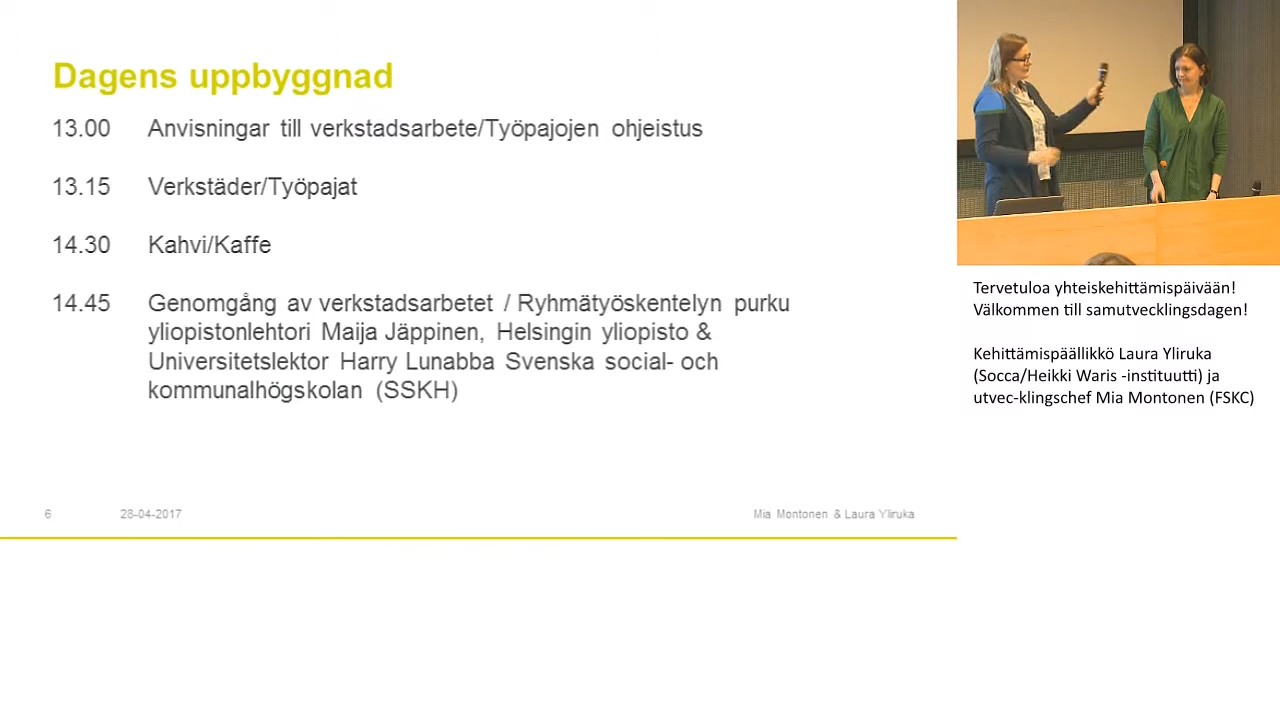 Dagens uppbyggnad
13.00 Anvisningar till verkstadsarbete/Työpajojen ohjeistus
13.15 Verkstäder/Työpajat
14.30 Kahvi/Kaffe
14.45 Genomgång av verkstadsarbetet / Ryhmätyöskentelyn purku
yliopistonlehtori Maija Jäppinen, Helsingin yliopisto &
Universitetslektor Harry Lunabba Svenska social- och
kommunalhögskolan (SSKH)
6 28-04-2017 Mia Montonen & Laura Yliruka
Tervetuloa yhteiskehittämispäivään!
Välkommen till samutvecklingsdagen!
Kehittämispäällikkö Laura Yliruka
(Socca/Heikki Waris -instituutti) ja
utvec-klingschef Mia Montonen (FSKC)